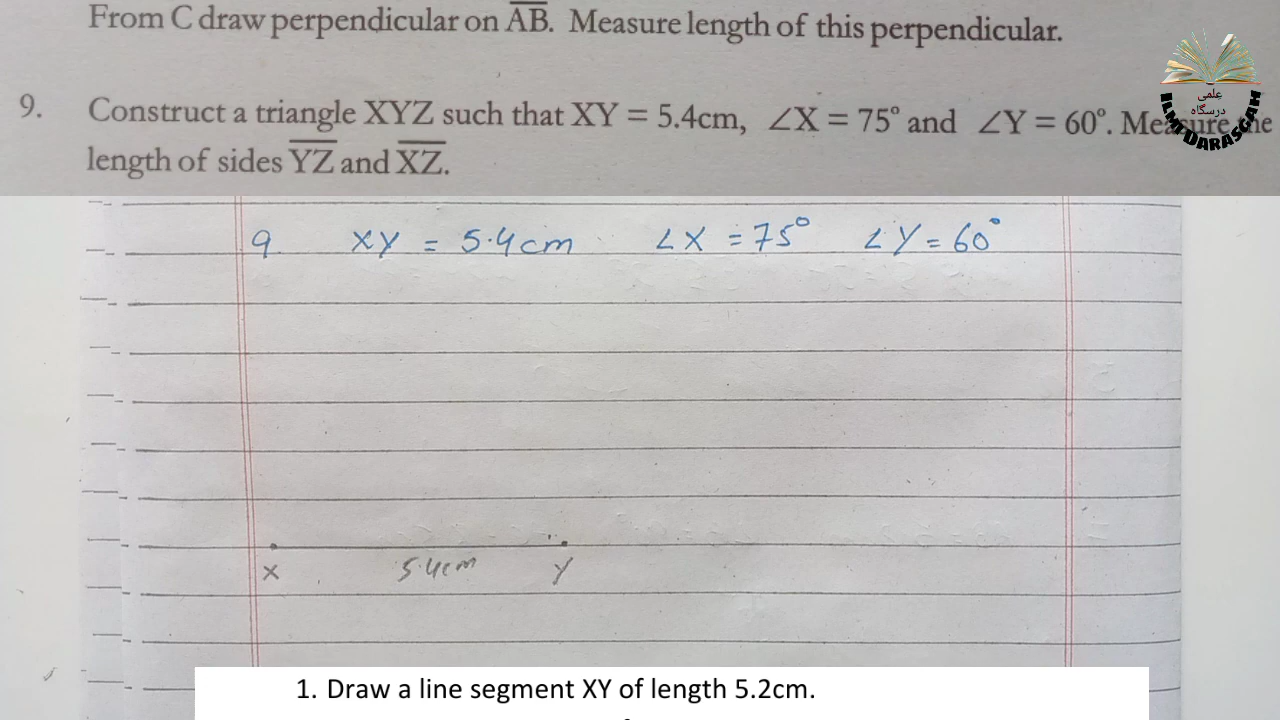 From C draw perpendicular on AB. Measure length of this perpendicular.
9. Construct a triangle XYZ such that XY = 5.4cm, ∠X = 75° and ∠Y = 60°. Measure the
length of sides YZ and XZ.
علمی
درسگاہ
ILMI DARASGAH
9. XY = 5.4cm ∠X = 75° ∠Y = 60°
X 5.4cm Y
1. Draw a line segment XY of length 5.2cm.